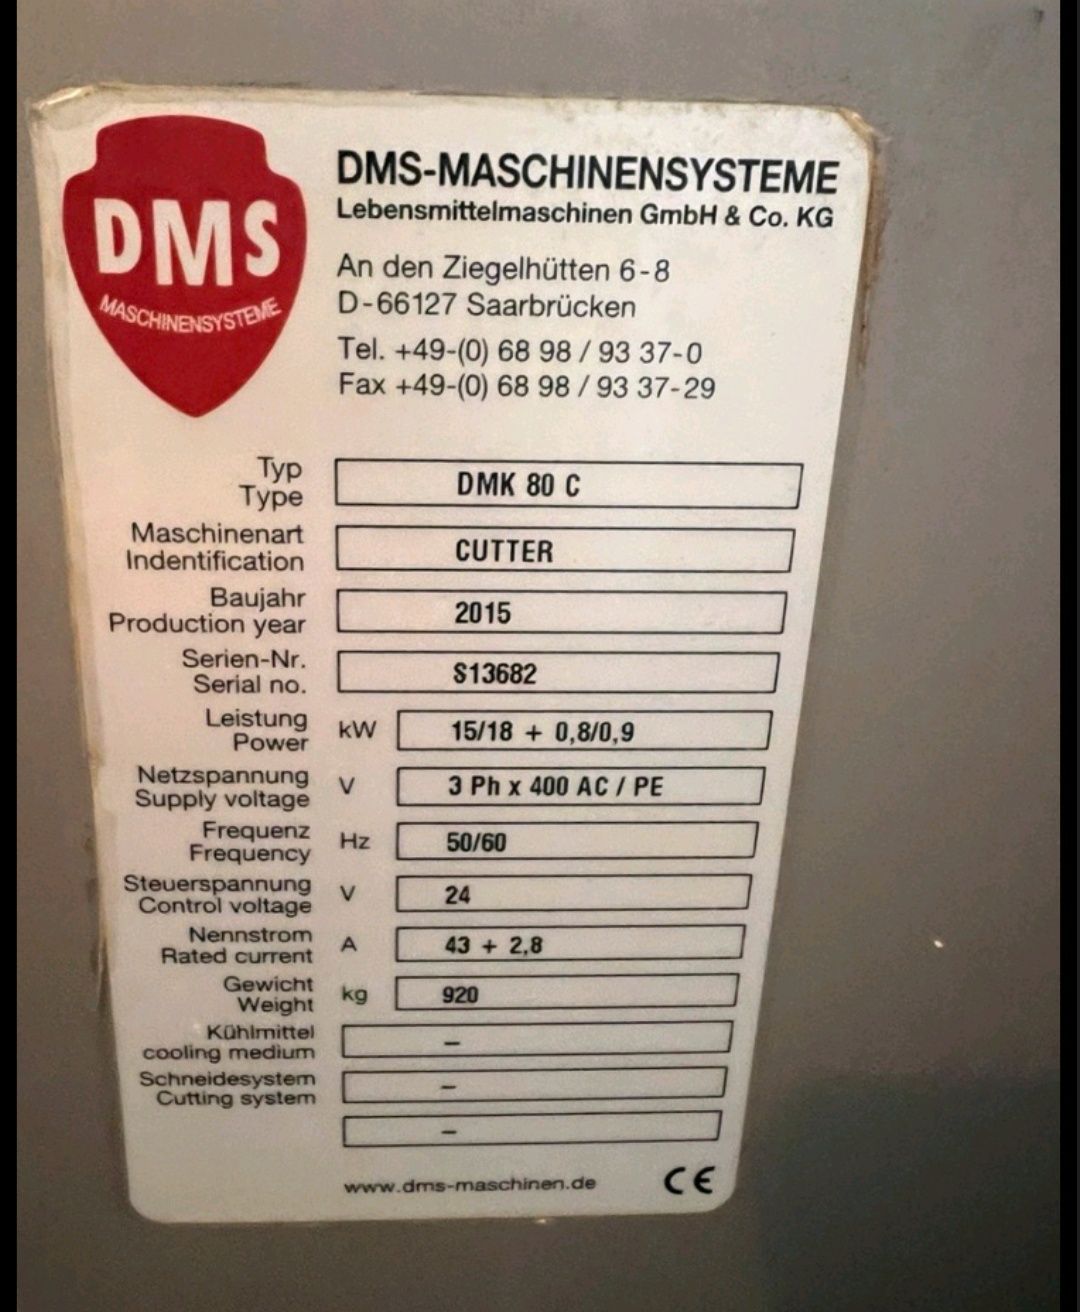 DMS
MASCHINENSYSTEME
DMS-MASCHINENSYSTEME
Lebensmittelmaschinen GmbH & Co. KG
An den Ziegelhütten 6-8
D-66127 Saarbrücken
Tel. +49-(0) 68 98 / 93 37-0
Fax +49-(0) 68 98 / 93 37-29
Typ
Type DMK 80 C
Maschinenart
Indentification CUTTER
Baujahr
Production year 2015
Serien-Nr.
Serial no. S13682
Leistung
Power kW 15/18 + 0,8/0,9
Netzspannung
Supply voltage V 3 Ph x 400 AC / PE
Frequenz
Frequency Hz 50/60
Steuerspannung
Control voltage V 24
Nennstrom
Rated current A 43 + 2,8
Gewicht
Weight kg 920
Kühlmittel
cooling medium –
Schneidesystem
Cutting system –
–
www.dms-maschinen.de CE